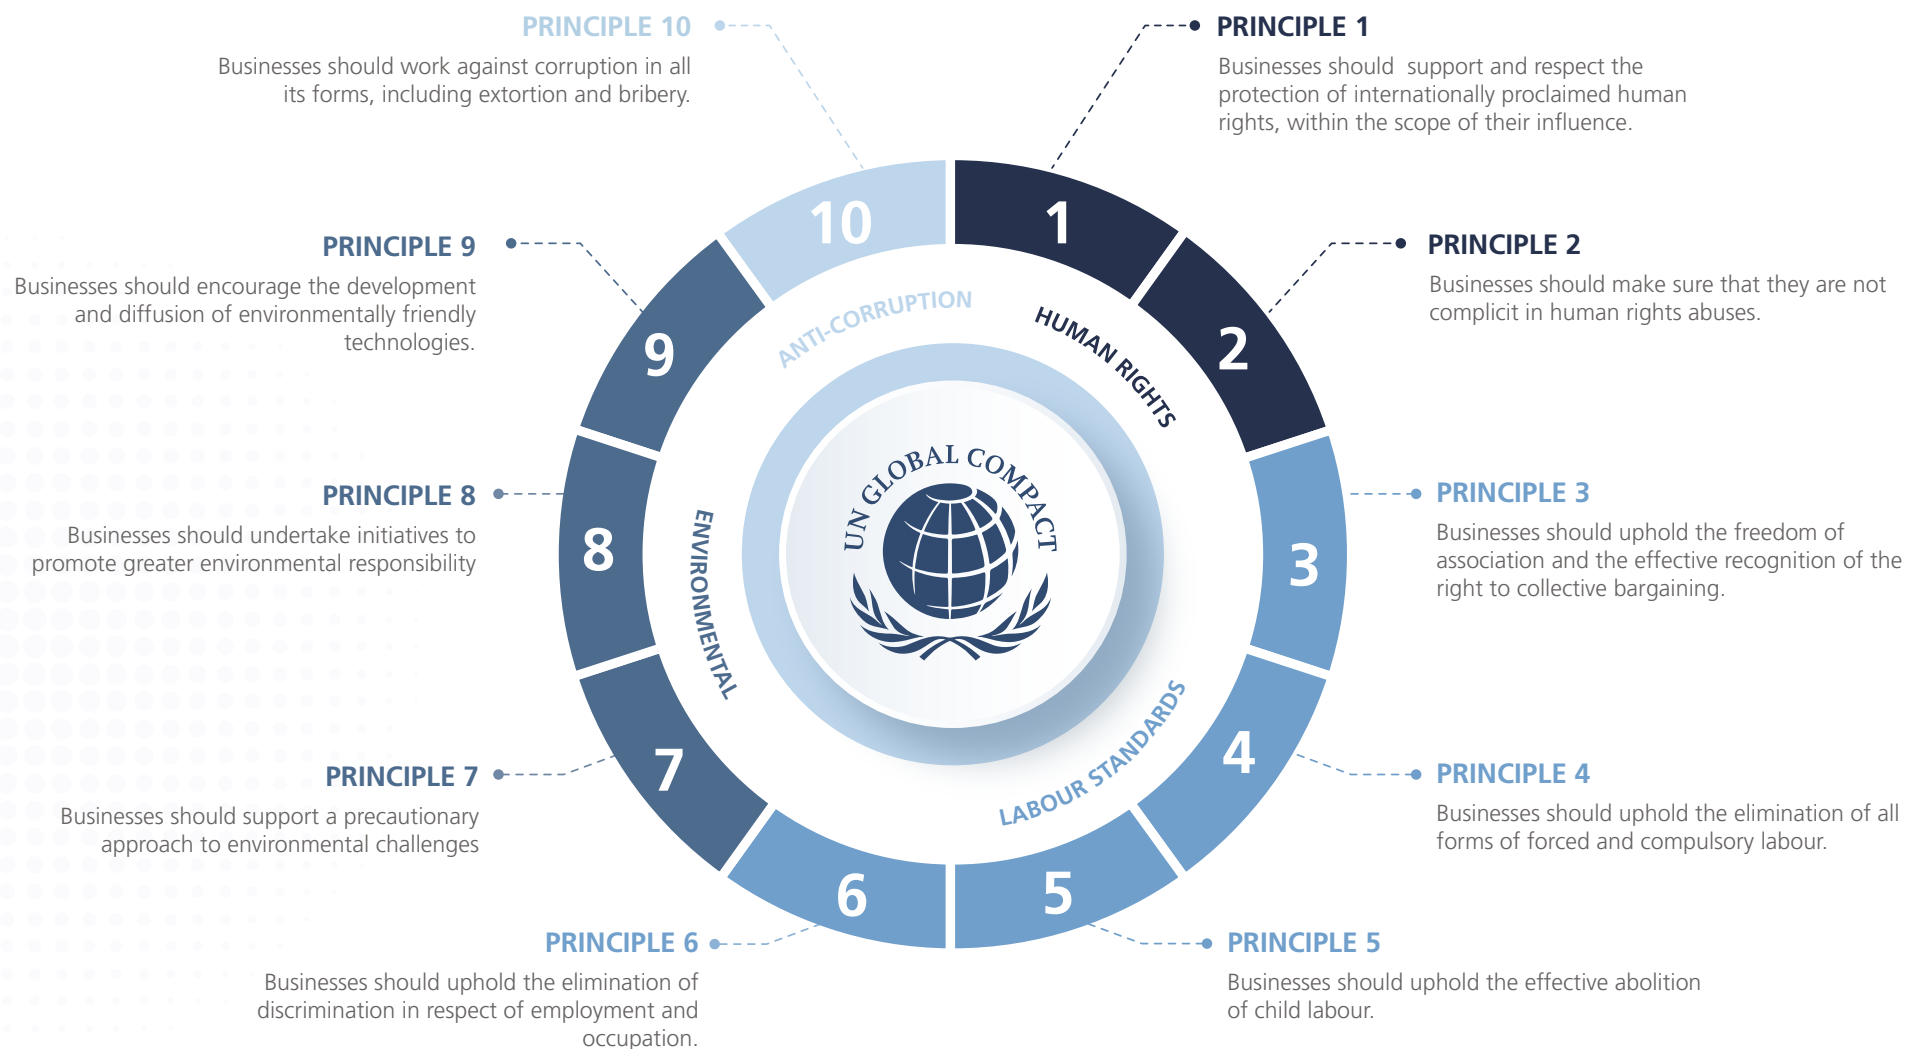 PRINCIPLE 1
Businesses should support and respect the
protection of internationally proclaimed human
rights, within the scope of their influence.
PRINCIPLE 2
Businesses should make sure that they are not
complicit in human rights abuses.
PRINCIPLE 3
Businesses should uphold the freedom of
association and the effective recognition of the
right to collective bargaining.
PRINCIPLE 4
Businesses should uphold the elimination of all
forms of forced and compulsory labour.
PRINCIPLE 5
Businesses should uphold the effective abolition
of child labour.
PRINCIPLE 6
Businesses should uphold the elimination of
discrimination in respect of employment and
occupation.
PRINCIPLE 7
Businesses should support a precautionary
approach to environmental challenges
PRINCIPLE 8
Businesses should undertake initiatives to
promote greater environmental responsibility
PRINCIPLE 9
Businesses should encourage the development
and diffusion of environmentally friendly
technologies.
PRINCIPLE 10
Businesses should work against corruption in all
its forms, including extortion and bribery.
1
2
3
4
5
6
7
8
9
10
HUMAN RIGHTS
LABOUR STANDARDS
ENVIRONMENTAL
ANTI-CORRUPTION
UN GLOBAL COMPACT